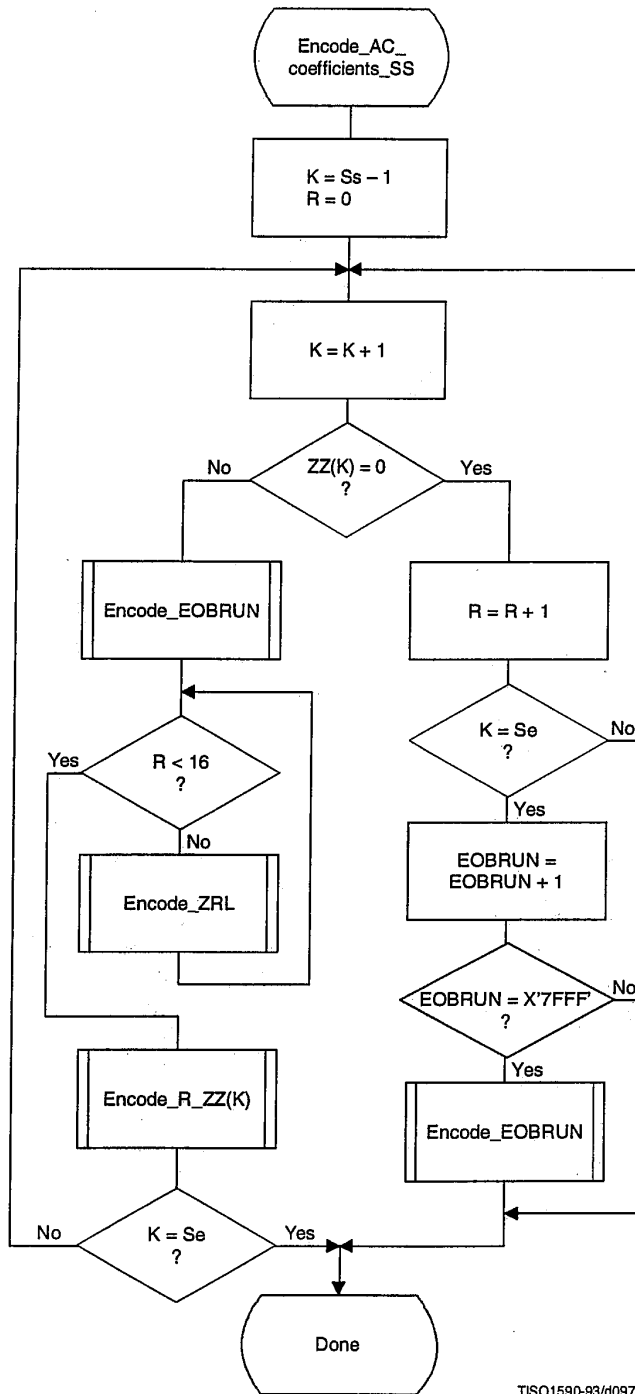 Encode_AC_
coefficients_SS
K = Ss – 1
R = 0
K = K + 1
ZZ(K) = 0
?
No
Yes
Encode_EOBRUN
R = R + 1
R < 16
?
Yes
No
K = Se
?
No
Yes
Encode_ZRL
EOBRUN =
EOBRUN + 1
EOBRUN = X'7FFF'
?
No
Yes
Encode_R_ZZ(K)
Encode_EOBRUN
K = Se
?
No
Yes
Done
TISO1590-93/d097